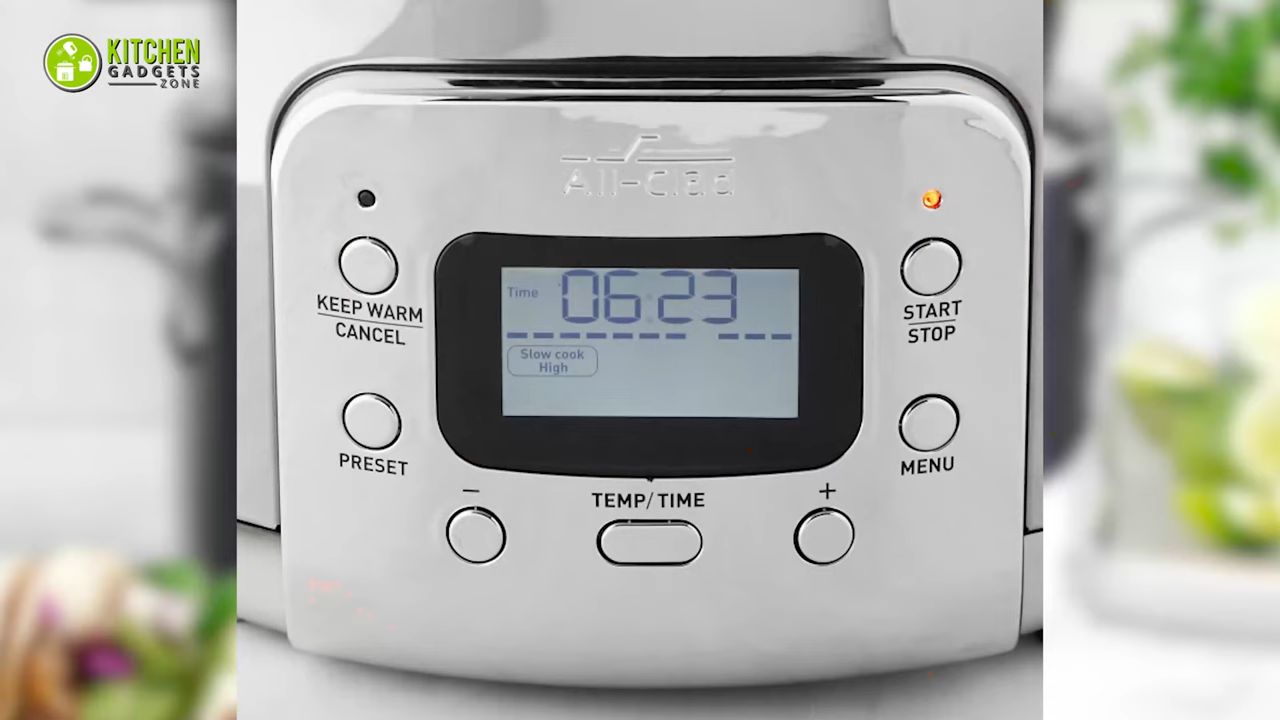 KITCHEN
GADGETS
ZONE
All-Clad
KEEP WARM
CANCEL
START
STOP
Time 06:23
Slow cook
High
PRESET
MENU
− TEMP/TIME +